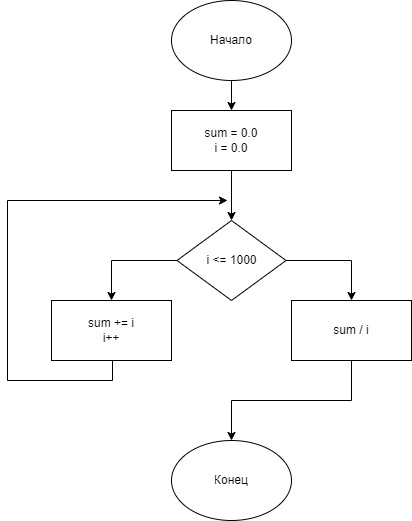 Начало
sum = 0.0
i = 0.0
i <= 1000
sum += i
i++
sum / i
Конец